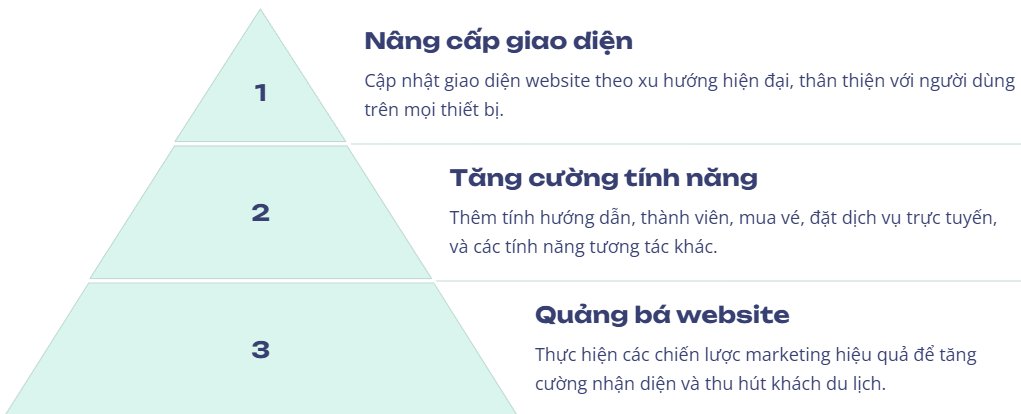 1
Nâng cấp giao diện
Cập nhật giao diện website theo xu hướng hiện đại, thân thiện với người dùng
trên mọi thiết bị.
2
Tăng cường tính năng
Thêm tính hướng dẫn, thành viên, mua vé, đặt dịch vụ trực tuyến,
và các tính năng tương tác khác.
3
Quảng bá website
Thực hiện các chiến lược marketing hiệu quả để tăng
cường nhận diện và thu hút khách du lịch.